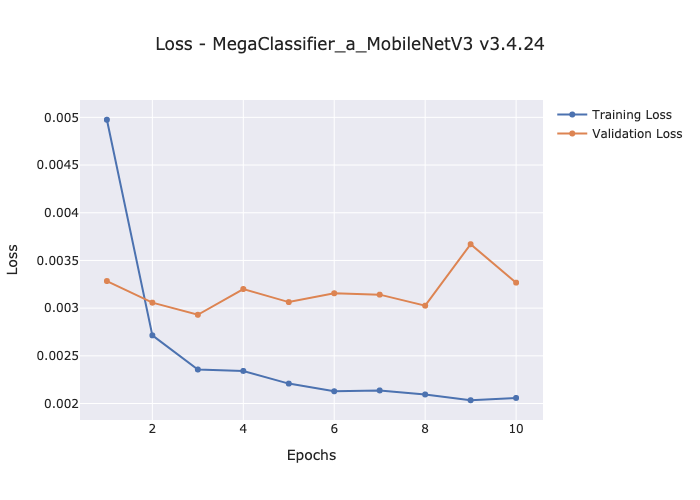 Loss - MegaClassifier_a_MobileNetV3 v3.4.24
Training Loss
Validation Loss
0.005
0.0045
0.004
0.0035
0.003
0.0025
0.002
Loss
2 4 6 8 10
Epochs